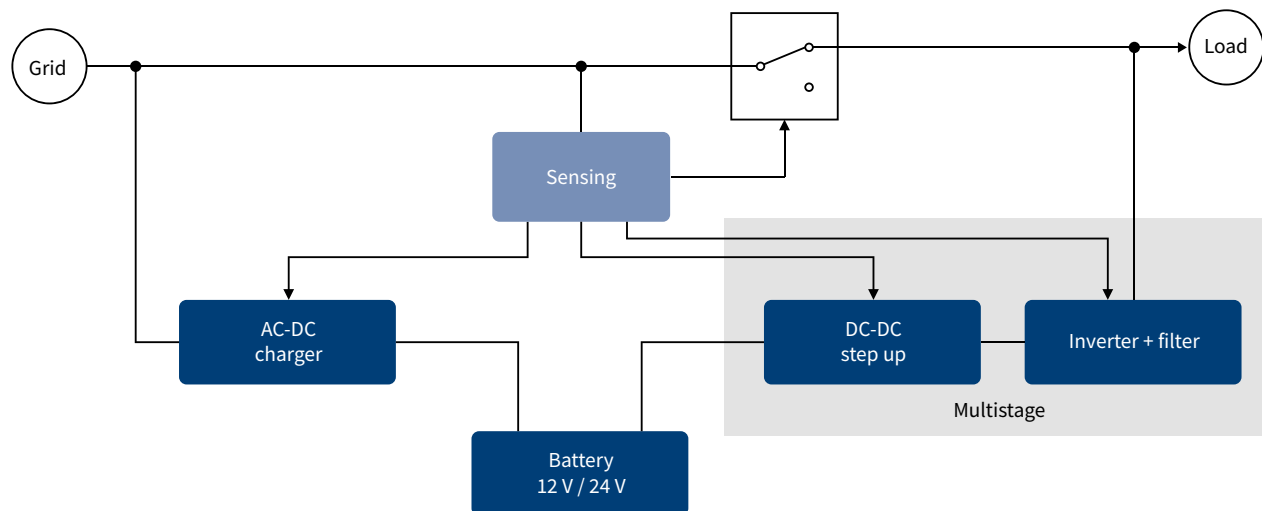 Grid
Load
Sensing
AC-DC
charger
DC-DC
step up
Inverter + filter
Multistage
Battery
12 V / 24 V